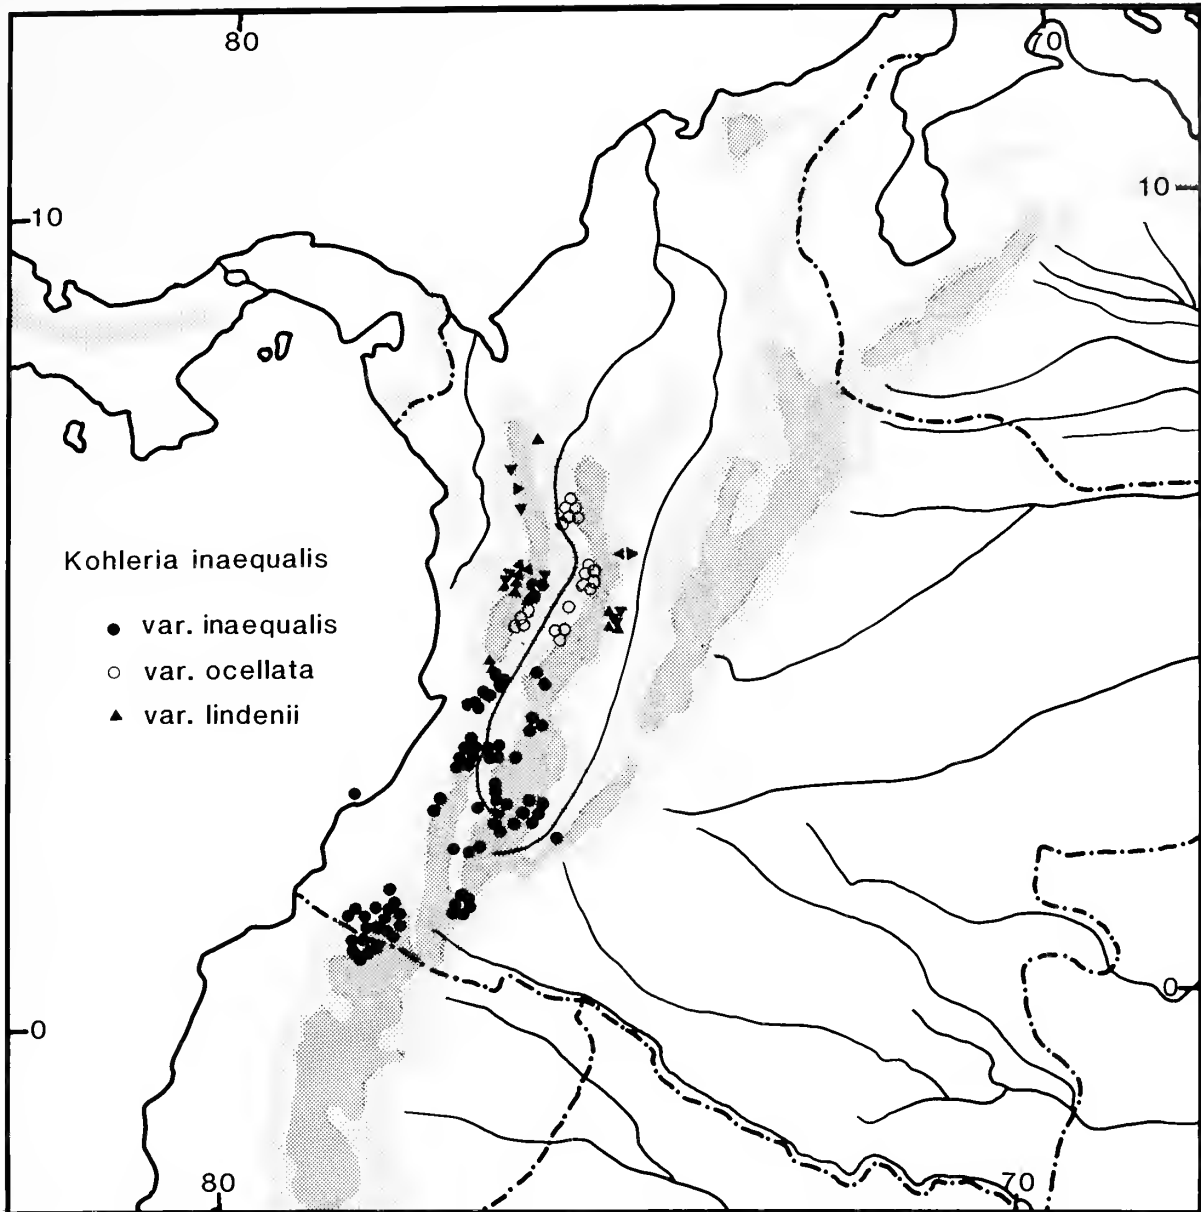 80
70
10
10
Kohleria inaequalis
● var. inaequalis
○ var. ocellata
▲ var. lindenii
0
0
80
70